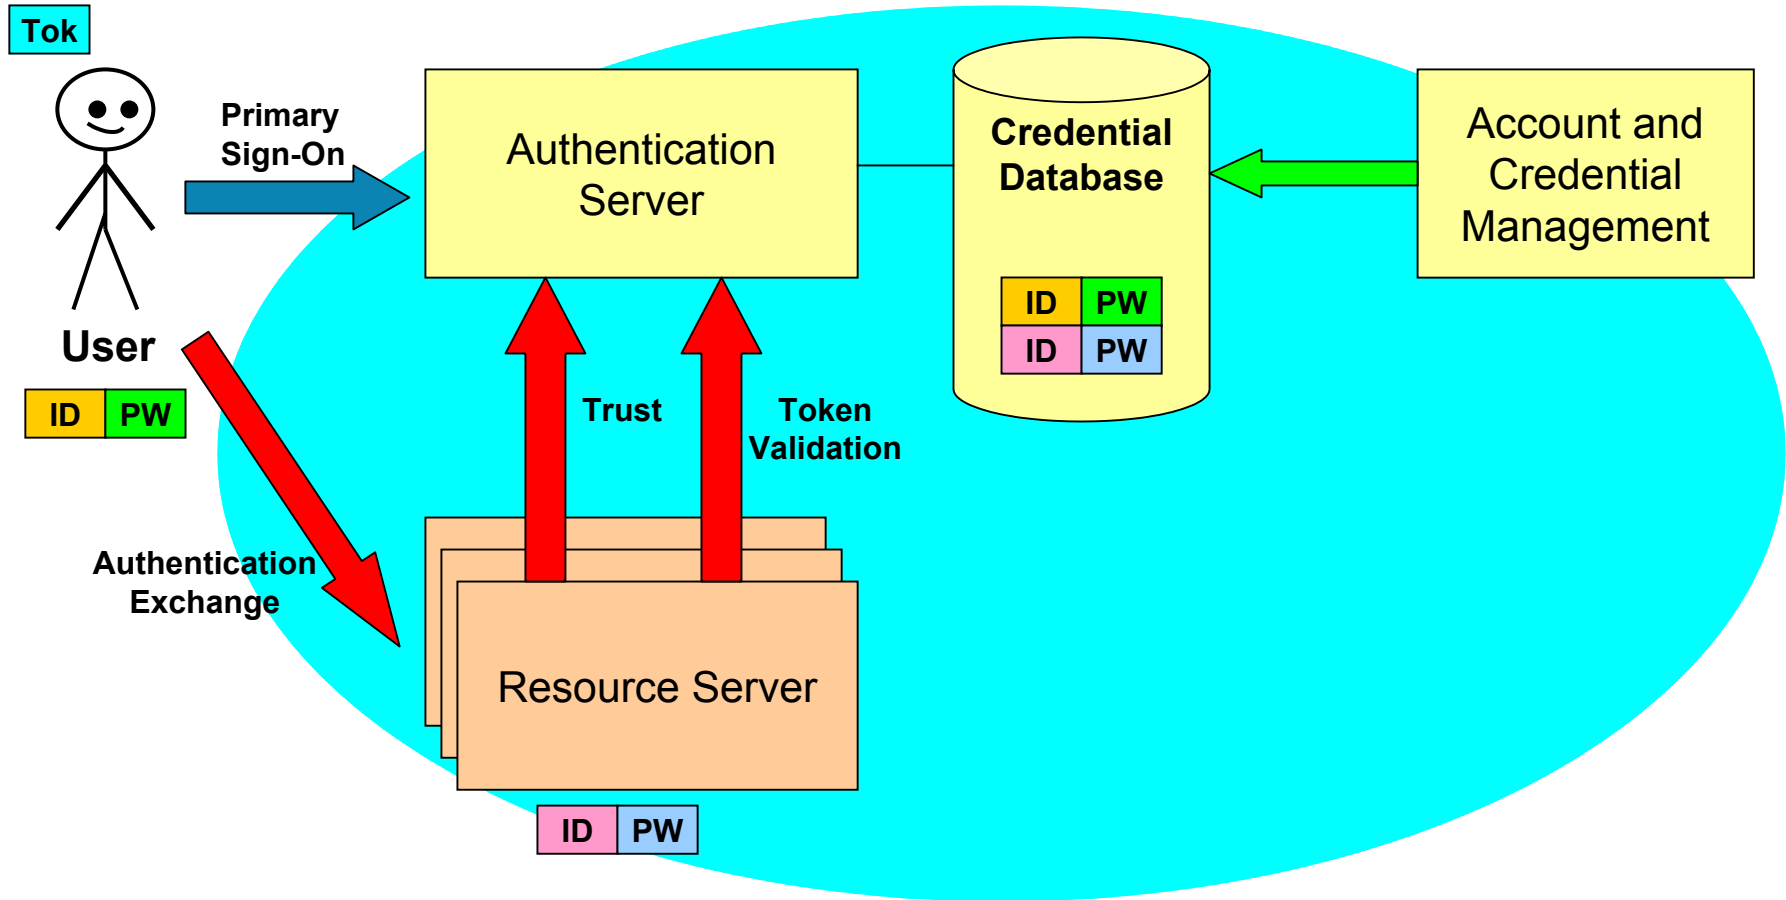 Tok
Primary
Sign-On
Authentication
Server
Credential
Database
Account and
Credential
Management
ID PW
ID PW
User
ID PW
Trust
Token
Validation
Authentication
Exchange
Resource Server
ID PW